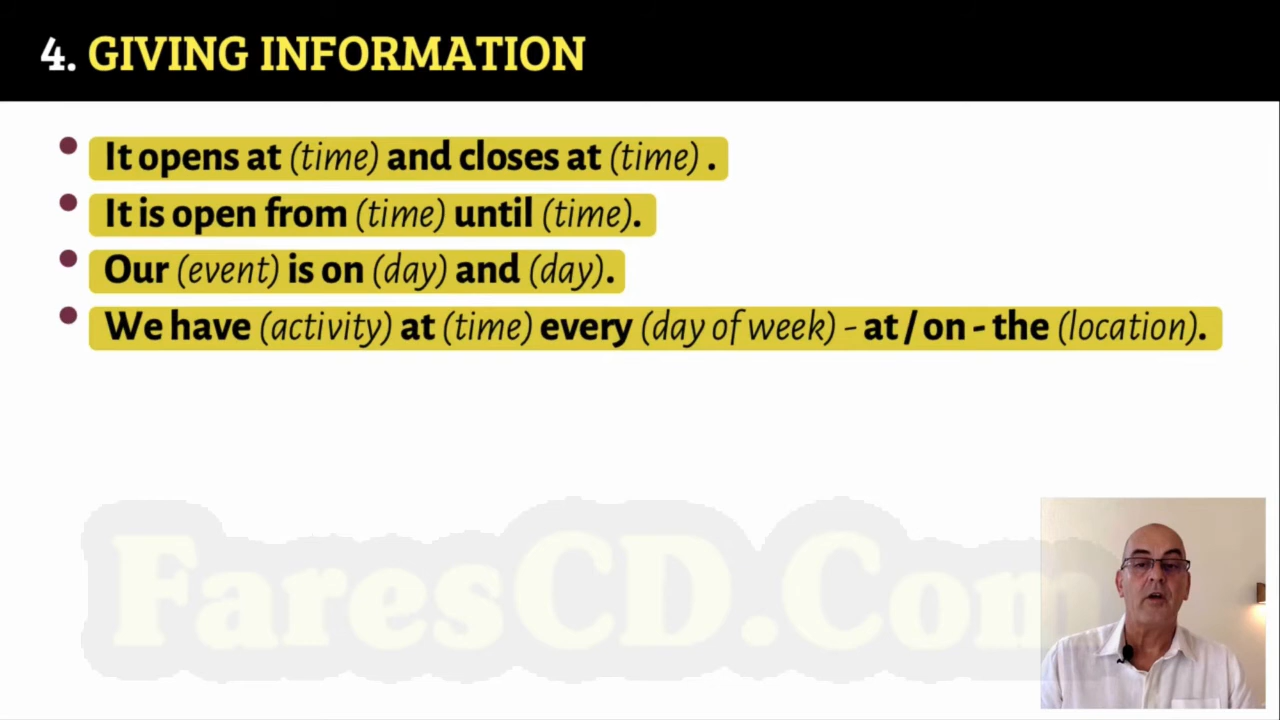 4. GIVING INFORMATION
It opens at (time) and closes at (time) .
It is open from (time) until (time).
Our (event) is on (day) and (day).
We have (activity) at (time) every (day of week) - at / on - the (location).
FaresCD.Com